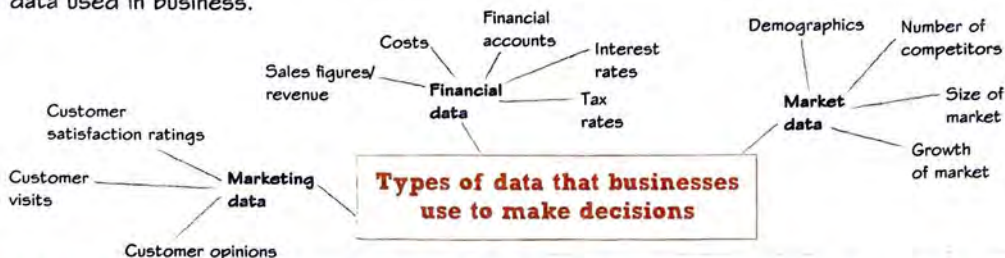 data used in business.
Financial
accounts
Costs
Interest
rates
Sales figures/
revenue
Financial
data
Tax
rates
Demographics
Number of
competitors
Market
data
Size of
market
Growth
of market
Customer
satisfaction ratings
Customer
visits
Marketing
data
Customer opinions
Types of data that businesses
use to make decisions